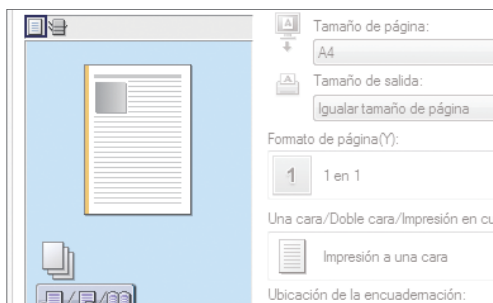 Tamaño de página:
A4
Tamaño de salida:
Igualar tamaño de página
Formato de página(Y):
1 1 en 1
Una cara/Doble cara/Impresión en
Impresión a una cara
Ubicación de la encuadernación: